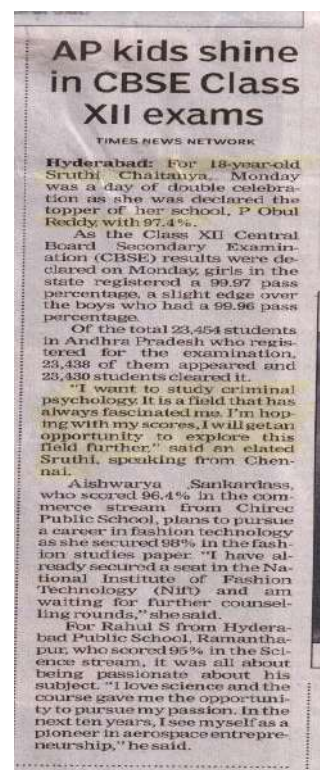 AP kids shine
in CBSE Class
XII exams
TIMES NEWS NETWORK
Hyderabad: For 18-year-old
Sruthi Chaitanya, Monday
was a day of double celebra-
tion as she was declared the
topper of her school, P Obul
Reddy, with 97.4%.
As the Class XII Central
Board Secondary Examin-
ation (CBSE) results were de-
clared on Monday, girls in the
state registered a 99.97 pass
percentage, a slight edge over
the boys who had a 99.96 pass
percentage.
Of the total 23,454 students
in Andhra Pradesh who regis-
tered for the examination,
23,438 of them appeared and
23,430 students cleared it.
"I want to study criminal
psychology. It is a field that has
always fascinated me. I'm hop-
ing with my scores, I will get an
opportunity to explore this
field further," said an elated
Sruthi, speaking from Chen-
nai.
Aishwarya Sankardass,
who scored 96.4% in the com-
merce stream from Chirec
Public School, plans to pursue
a career in fashion technology
as she secured 98% in the fash-
ion studies paper. "I have al-
ready secured a seat in the Na-
tional Institute of Fashion
Technology (Nift) and am
waiting for further counsel-
ling rounds," she said.
For Rahul S from Hydera-
bad Public School, Ramantha-
pur, who scored 95% in the Sci-
ence stream, it was all about
being passionate about his
subject. "I love science and the
course gave me the opportuni-
ty to pursue my passion. In the
next ten years, I see myself as a
pioneer in aerospace entrepre-
neurship," he said.